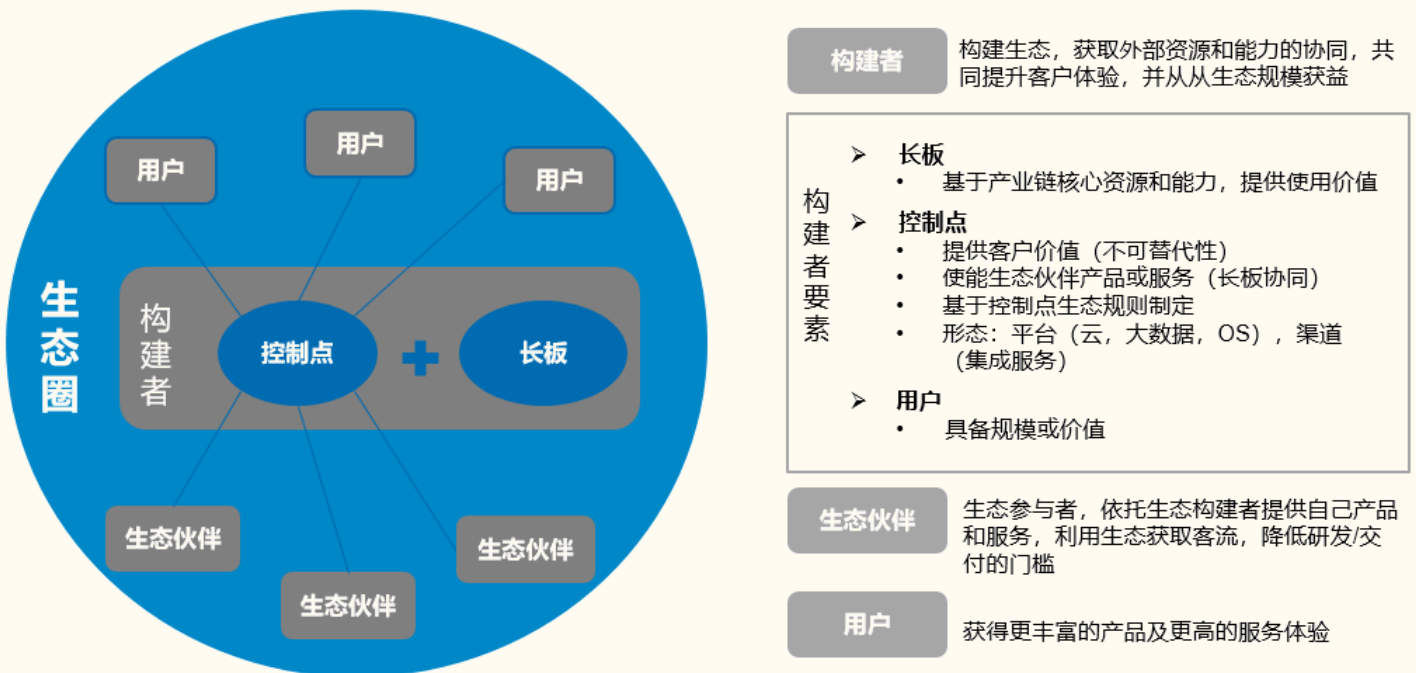 用户
用户
用户
生态圈
构建者
控制点
长板
生态伙伴
生态伙伴
生态伙伴
构建者
构建生态，获取外部资源和能力的协同，共
同提升客户体验，并从从生态规模获益
构建者要素
➢ 长板
• 基于产业链核心资源和能力，提供使用价值
➢ 控制点
• 提供客户价值（不可替代性）
• 使能生态伙伴产品或服务（长板协同）
• 基于控制点生态规则制定
• 形态：平台（云，大数据，OS），渠道
（集成服务）
➢ 用户
• 具备规模或价值
生态伙伴
生态参与者，依托生态构建者提供自己产品
和服务，利用生态获取客流，降低研发/交
付的门槛
用户
获得更丰富的产品及更高的服务体验